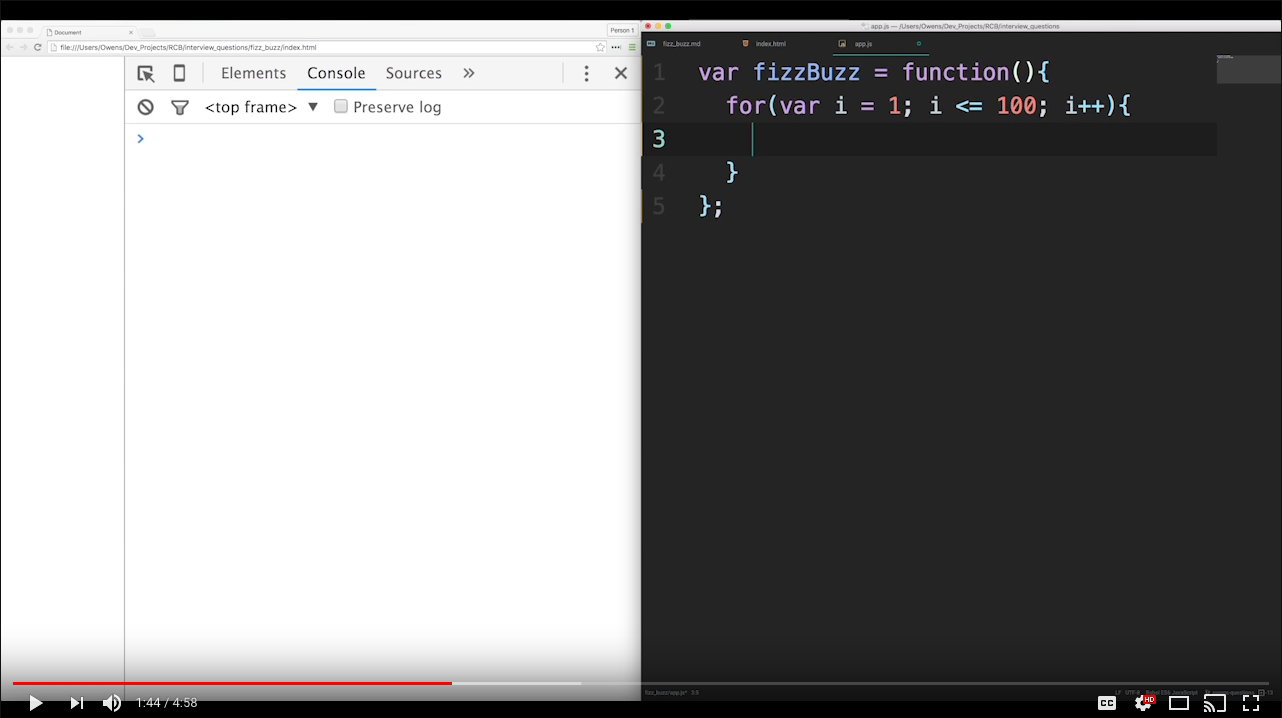 Document
Person 1
file:///Users/Owens/Dev_Projects/RCB/interview_questions/fizz_buzz/index.html
Elements Console Sources »
<top frame> ▼ Preserve log
>
app.js — /Users/Owens/Dev_Projects/RCB/interview_questions
fizz_buzz.md index.html app.js
1 var fizzBuzz = function(){
2 for(var i = 1; i <= 100; i++){
3
4 }
5 };
fizz_buzz/app.js* 3:9
LF UTF-8 Babel ES6 JavaScript
1:44 / 4:58
CC HD